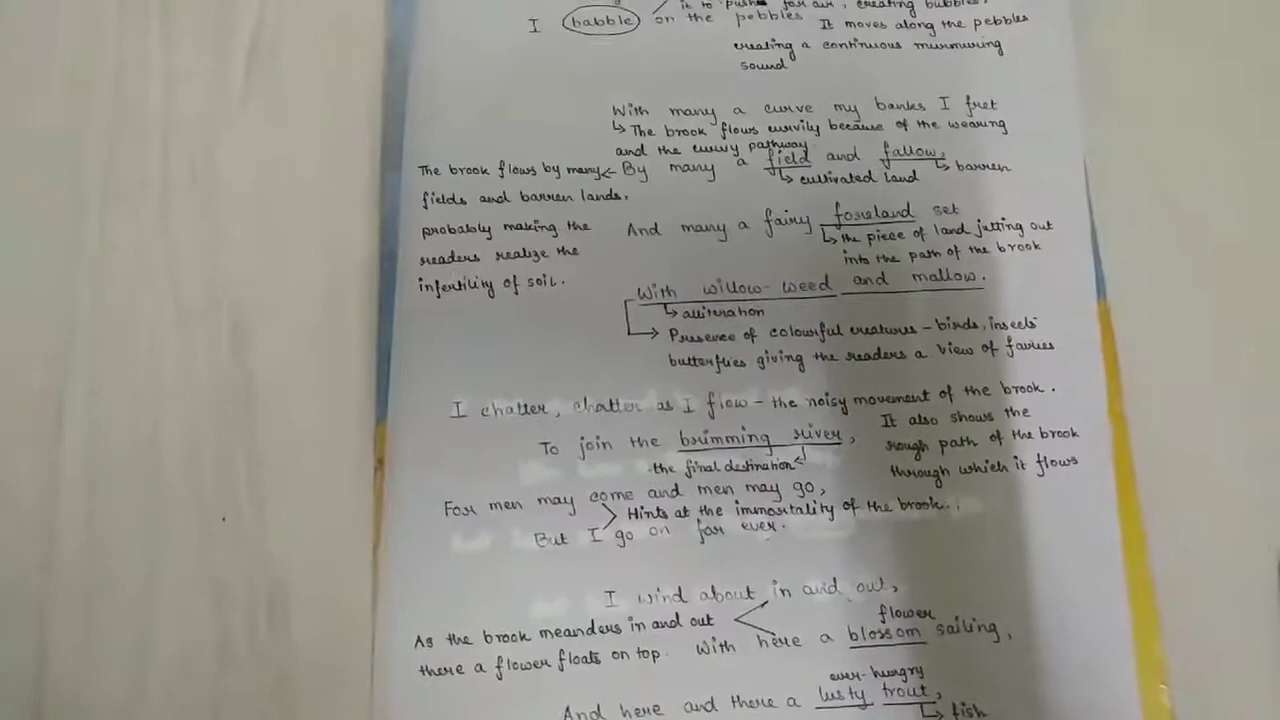 it to push for air, creating bubbles.
I babble on the pebbles It moves along the pebbles
creating a continuous murmuring
sound
With many a curve my banks I fret
↳ The brook flows curvily because of the wearing
and the curvy pathway
The brook flows by many ← By many a field and fallow,
↳ cultivated land ↳ barren
fields and barren lands,
probably making the
readers realize the
infertility of soil.
And many a fairy foreland set
↳ the piece of land jutting out
into the path of the brook
With willow-weed and mallow.
↳ alliteration
→ Presence of colourful creatures - birds, insects
butterflies giving the readers a view of fairies
I chatter, chatter as I flow - the noisy movement of the brook.
It also shows the
rough path of the brook
through which it flows
To join the brimming river,
the final destination
For men may come and men may go,
> Hints at the immortality of the brook.
But I go on for ever.
I wind about in and out,
As the brook meanders in and out
there a flower floats on top.
flower
With here a blossom sailing,
ever-hungry
And here and there a lusty trout,
↳ fish